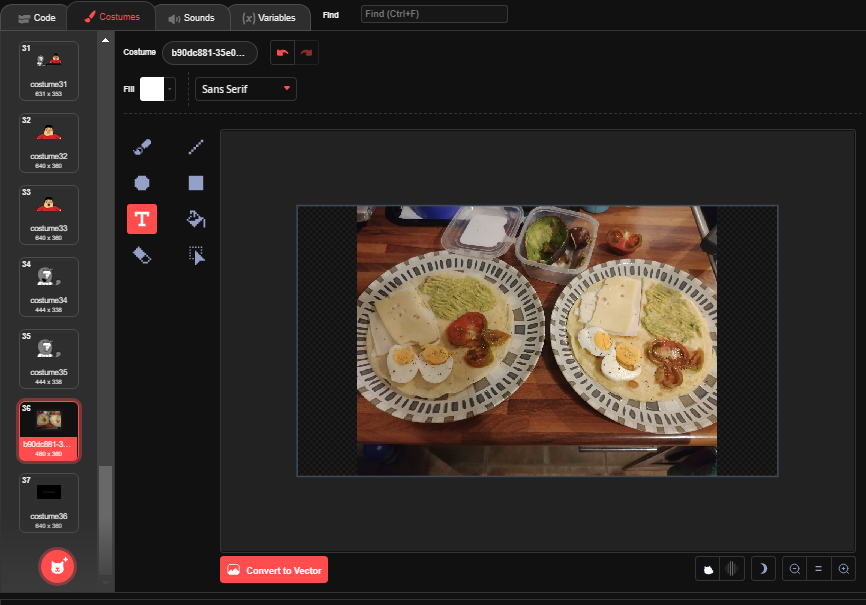 Code
Costumes
Sounds
Variables
Find
Find (Ctrl+F)
31
costume31
631 x 353
32
costume32
640 x 360
33
costume33
640 x 360
34
costume34
444 x 338
35
costume35
444 x 338
36
b90dc881-3...
480 x 360
37
costume36
640 x 360
Costume
b90dc881-35e0...
Fill
Sans Serif
T
Convert to Vector